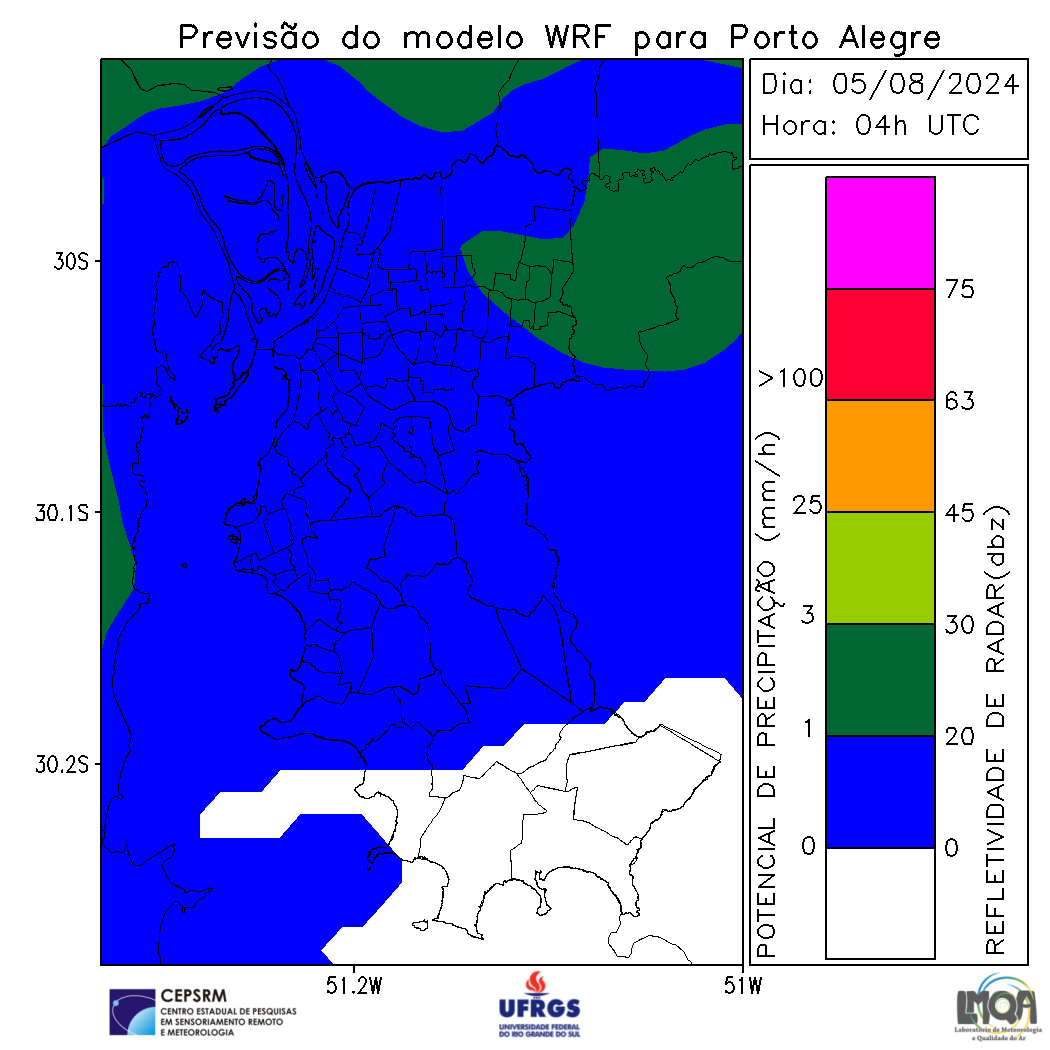 Previsão do modelo WRF para Porto Alegre
Dia: 05/08/2024
Hora: 04h UTC
30S
30.1S
30.2S
51.2W
51W
POTENCIAL DE PRECIPITAÇÃO (mm/h)
>100
25
3
1
0
75
63
45
30
20
0
REFLETIVIDADE DE RADAR(dbz)
CEPSRM
CENTRO ESTADUAL DE PESQUISAS
EM SENSORIAMENTO REMOTO
E METEOROLOGIA
UFRGS
UNIVERSIDADE FEDERAL
DO RIO GRANDE DO SUL
LMQA
Laboratório de Meteorologia
e Qualidade do Ar